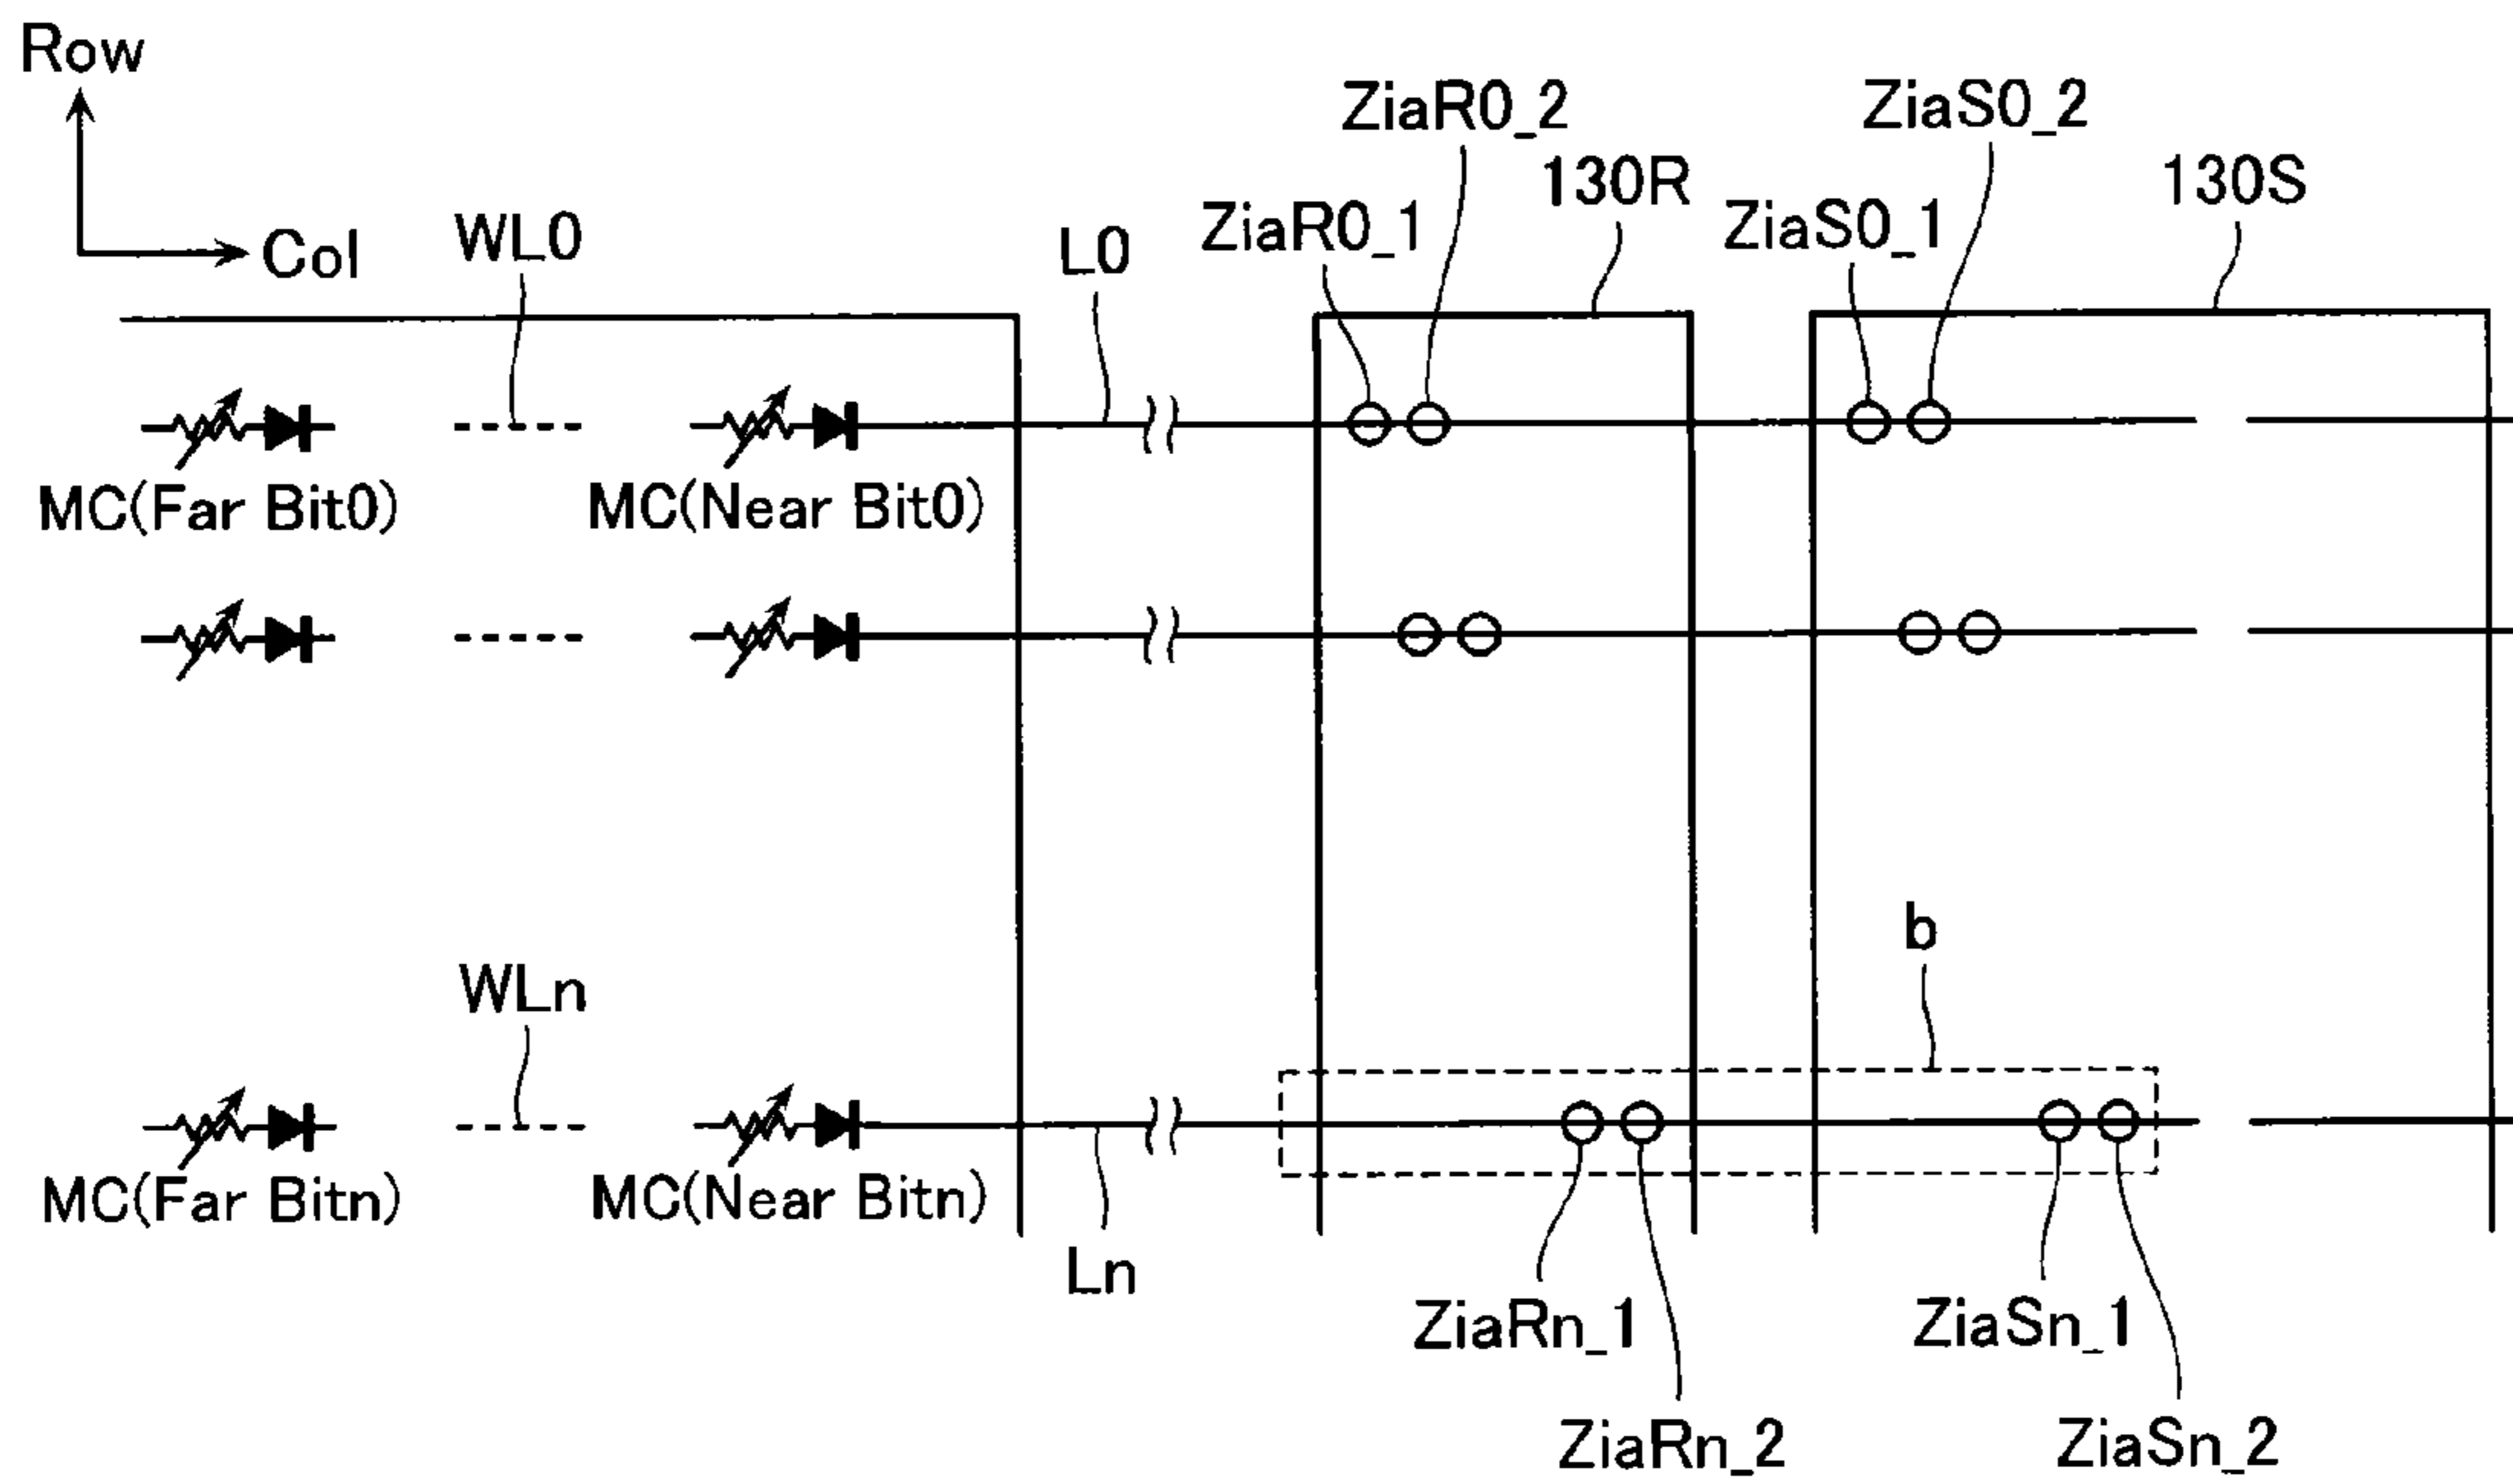 Row
Col
WL0
L0
ZiaR0_1
ZiaR0_2
130R
ZiaS0_1
ZiaS0_2
130S
MC(Far Bit0)
MC(Near Bit0)
WLn
b
MC(Far Bitn)
MC(Near Bitn)
Ln
ZiaRn_1
ZiaRn_2
ZiaSn_1
ZiaSn_2